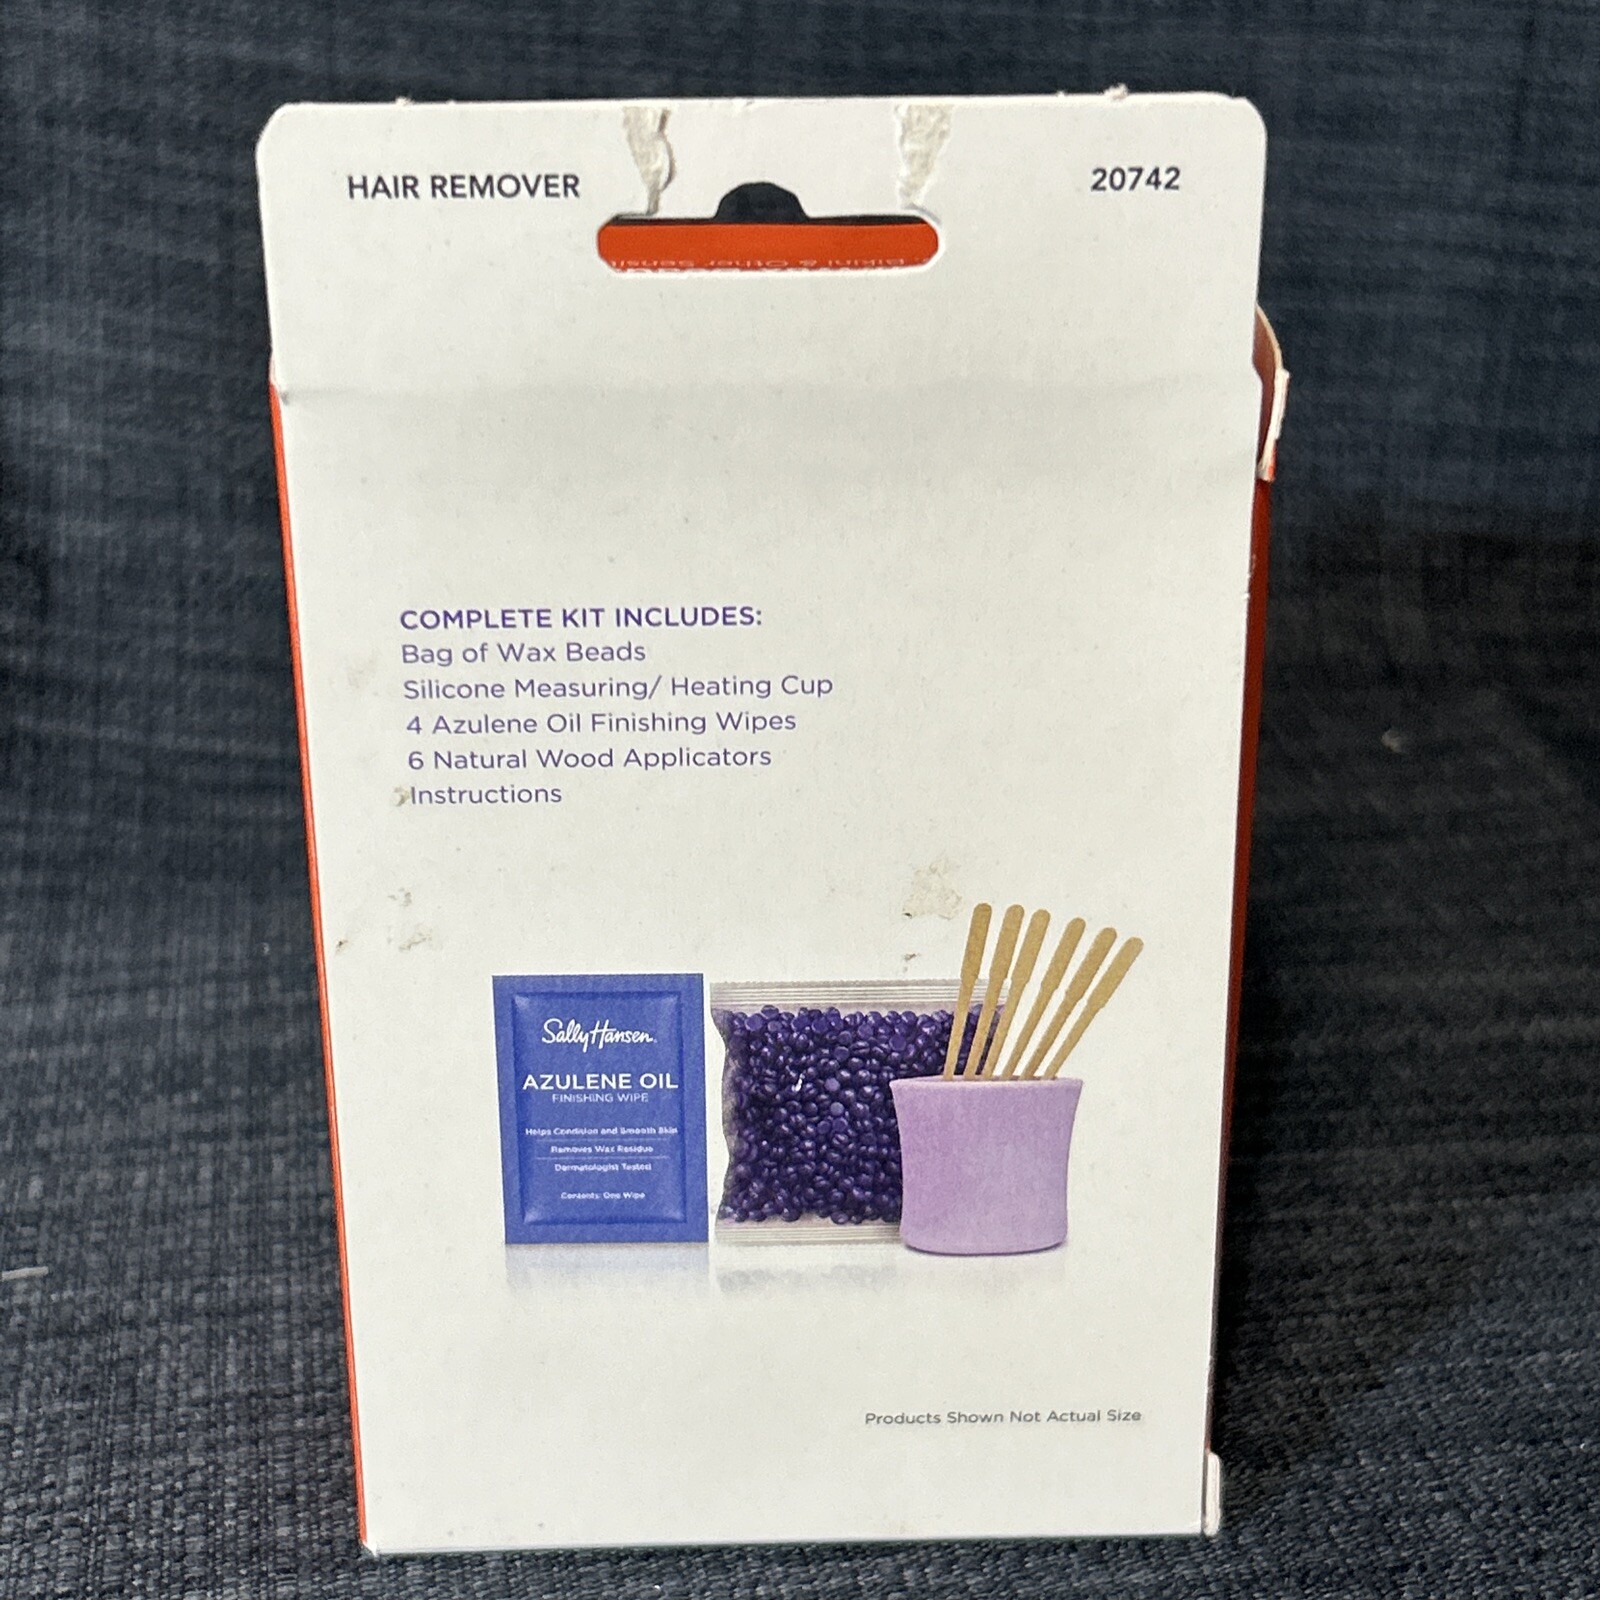 HAIR REMOVER
20742
COMPLETE KIT INCLUDES:
Bag of Wax Beads
Silicone Measuring/ Heating Cup
4 Azulene Oil Finishing Wipes
6 Natural Wood Applicators
Instructions
Sally Hansen.
AZULENE OIL
FINISHING WIPE
Helps Condition and Smooth Skin
Removes Wax Residue
Dermatologist Tested
Contents: One Wipe
Products Shown Not Actual Size